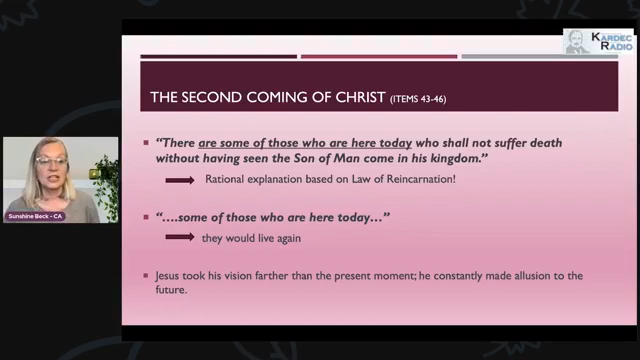 KARDEC
RADIO
THE SECOND COMING OF CHRIST (ITEMS 43-46)
“There are some of those who are here today who shall not suffer death
without having seen the Son of Man come in his kingdom.”
Rational explanation based on Law of Reincarnation!
“….some of those who are here today…”
they would live again
Jesus took his vision farther than the present moment; he constantly made allusion to the
future.
Sunshine Beck - CA